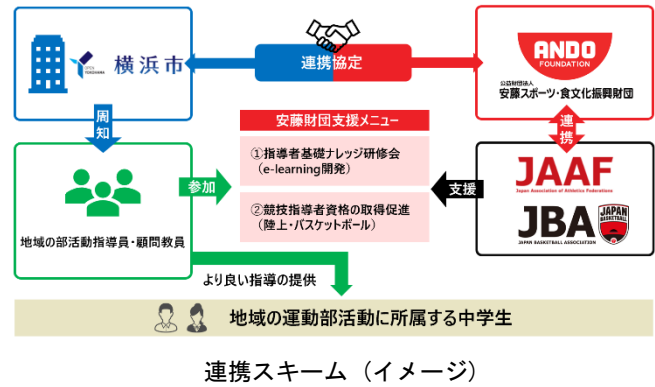 連携協定
OPEN
YOKOHAMA
横浜市
ANDO
FOUNDATION
公益財団法人
安藤スポーツ・食文化振興財団
周知
連携
安藤財団支援メニュー
①指導者基礎ナレッジ研修会
（e-learning開発）
②競技指導者資格の取得促進
（陸上・バスケットボール）
参加
支援
地域の部活動指導員・顧問教員
JAAF
Japan Association of Athletics Federations
JBA
JAPAN BASKETBALL ASSOCIATION
JAPAN
BASKETBALL
より良い指導の提供
地域の運動部活動に所属する中学生
連携スキーム（イメージ）